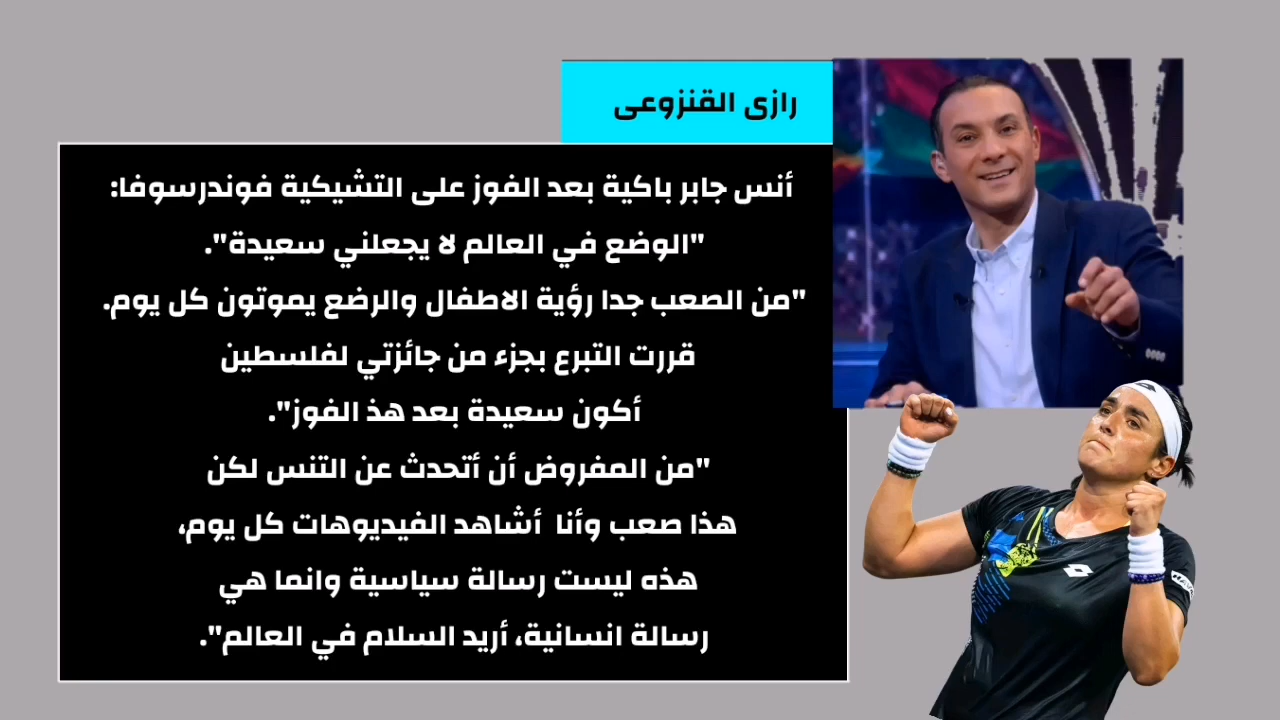 رازى القنزوعى
أنس جابر باكية بعد الفوز على التشيكية فوندرسوفا:
"الوضع في العالم لا يجعلني سعيدة".
"من الصعب جدا رؤية الاطفال والرضع يموتون كل يوم.
قررت التبرع بجزء من جائزتي لفلسطين
أكون سعيدة بعد هذ الفوز".
"من المفروض أن أتحدث عن التنس لكن
هذا صعب وأنا أشاهد الفيديوهات كل يوم،
هذه ليست رسالة سياسية وانما هي
رسالة انسانية، أريد السلام في العالم".